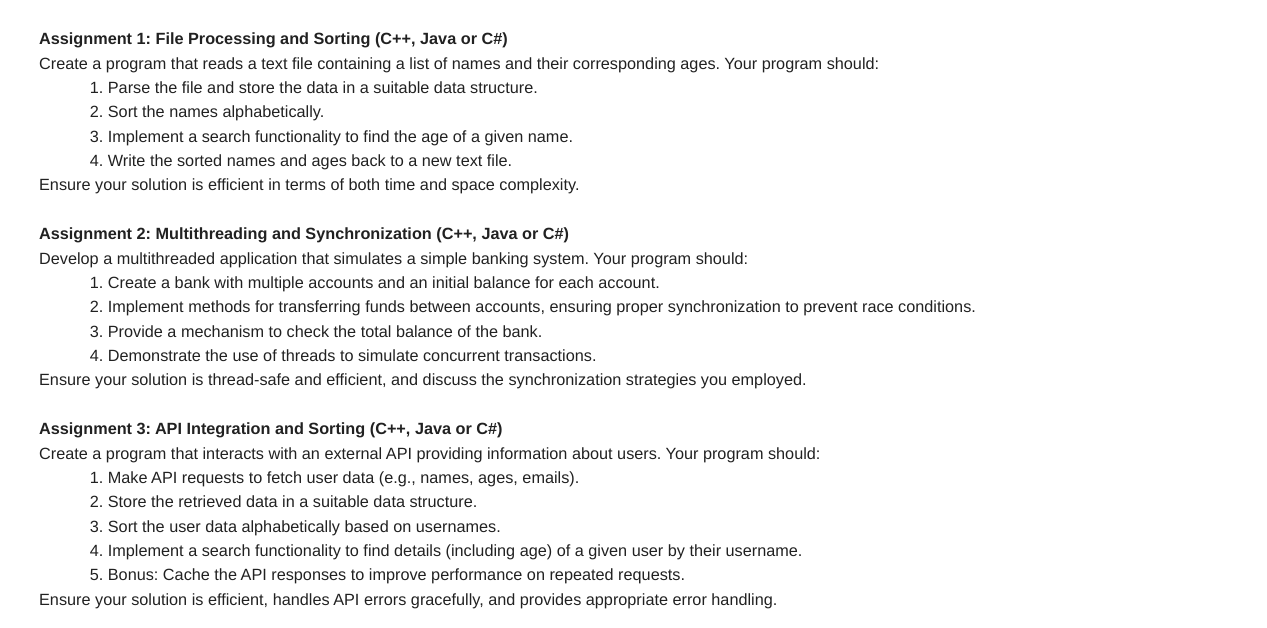 Assignment 1: File Processing and Sorting (C++, Java or C#)
Create a program that reads a text file containing a list of names and their corresponding ages. Your program should:
1. Parse the file and store the data in a suitable data structure.
2. Sort the names alphabetically.
3. Implement a search functionality to find the age of a given name.
4. Write the sorted names and ages back to a new text file.
Ensure your solution is efficient in terms of both time and space complexity.
Assignment 2: Multithreading and Synchronization (C++, Java or C#)
Develop a multithreaded application that simulates a simple banking system. Your program should:
1. Create a bank with multiple accounts and an initial balance for each account.
2. Implement methods for transferring funds between accounts, ensuring proper synchronization to prevent race conditions.
3. Provide a mechanism to check the total balance of the bank.
4. Demonstrate the use of threads to simulate concurrent transactions.
Ensure your solution is thread-safe and efficient, and discuss the synchronization strategies you employed.
Assignment 3: API Integration and Sorting (C++, Java or C#)
Create a program that interacts with an external API providing information about users. Your program should:
1. Make API requests to fetch user data (e.g., names, ages, emails).
2. Store the retrieved data in a suitable data structure.
3. Sort the user data alphabetically based on usernames.
4. Implement a search functionality to find details (including age) of a given user by their username.
5. Bonus: Cache the API responses to improve performance on repeated requests.
Ensure your solution is efficient, handles API errors gracefully, and provides appropriate error handling.